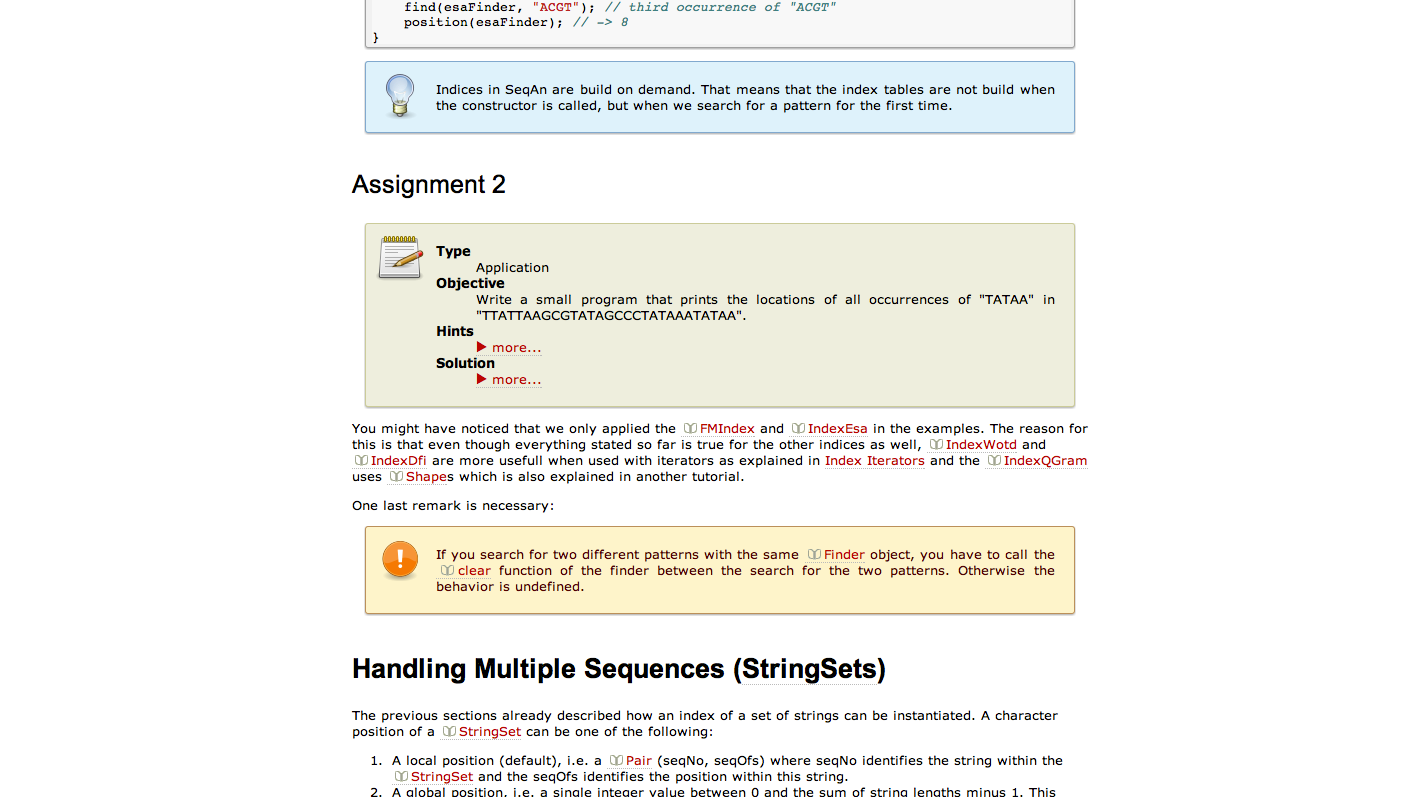 find(esaFinder, "ACGT"); // third occurrence of "ACGT"
position(esaFinder); // -> 8
}
Indices in SeqAn are build on demand. That means that the index tables are not build when
the constructor is called, but when we search for a pattern for the first time.
Assignment 2
Type
Application
Objective
Write a small program that prints the locations of all occurrences of "TATAA" in
"TTATTAAGCGTATAGCCCTATAAATATAA".
Hints
more...
Solution
more...
You might have noticed that we only applied the FMIndex and IndexEsa in the examples. The reason for
this is that even though everything stated so far is true for the other indices as well, IndexWotd and
IndexDfi are more usefull when used with iterators as explained in Index Iterators and the IndexQGram
uses Shapes which is also explained in another tutorial.
One last remark is necessary:
If you search for two different patterns with the same Finder object, you have to call the
clear function of the finder between the search for the two patterns. Otherwise the
behavior is undefined.
Handling Multiple Sequences (StringSets)
The previous sections already described how an index of a set of strings can be instantiated. A character
position of a StringSet can be one of the following:
1. A local position (default), i.e. a Pair (seqNo, seqOfs) where seqNo identifies the string within the
StringSet and the seqOfs identifies the position within this string.
2. A global position, i.e. a single integer value between 0 and the sum of string lengths minus 1. This